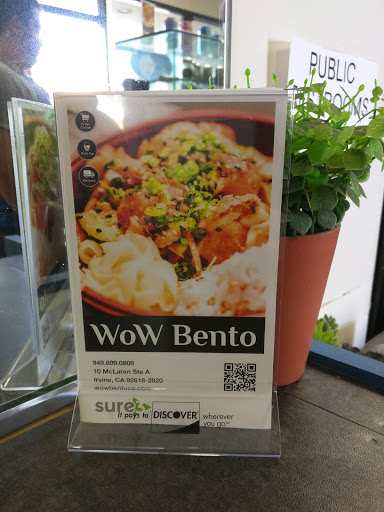 PUBLIC
WoW Bento
949.699.0808
10 McLaren Ste A
Irvine, CA 92618-2820
wowbentoca.com
sure
it pays to DISCOVER wherever
you go.